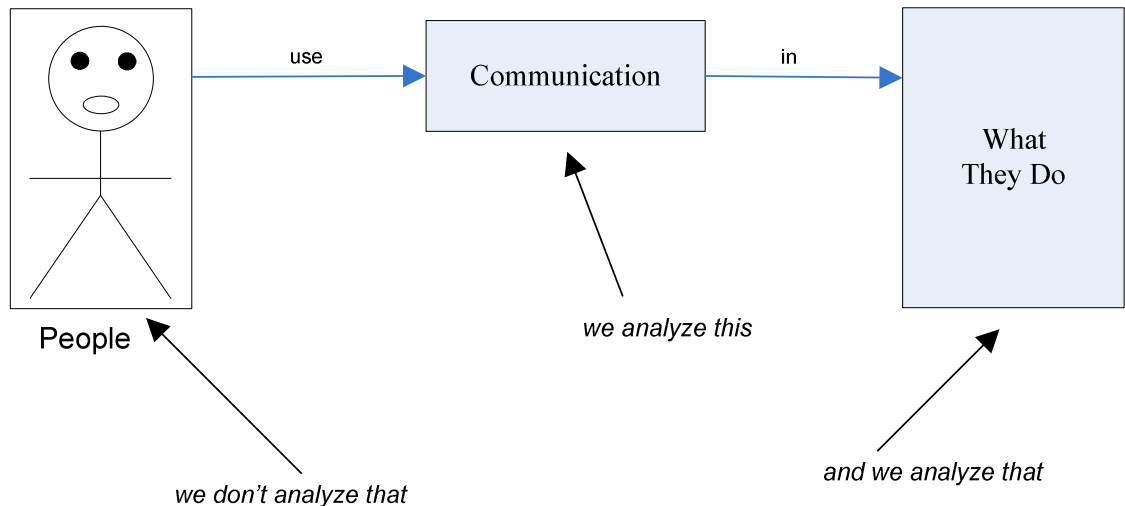 use
Communication
in
What
They Do
People
we analyze this
we don't analyze that
and we analyze that